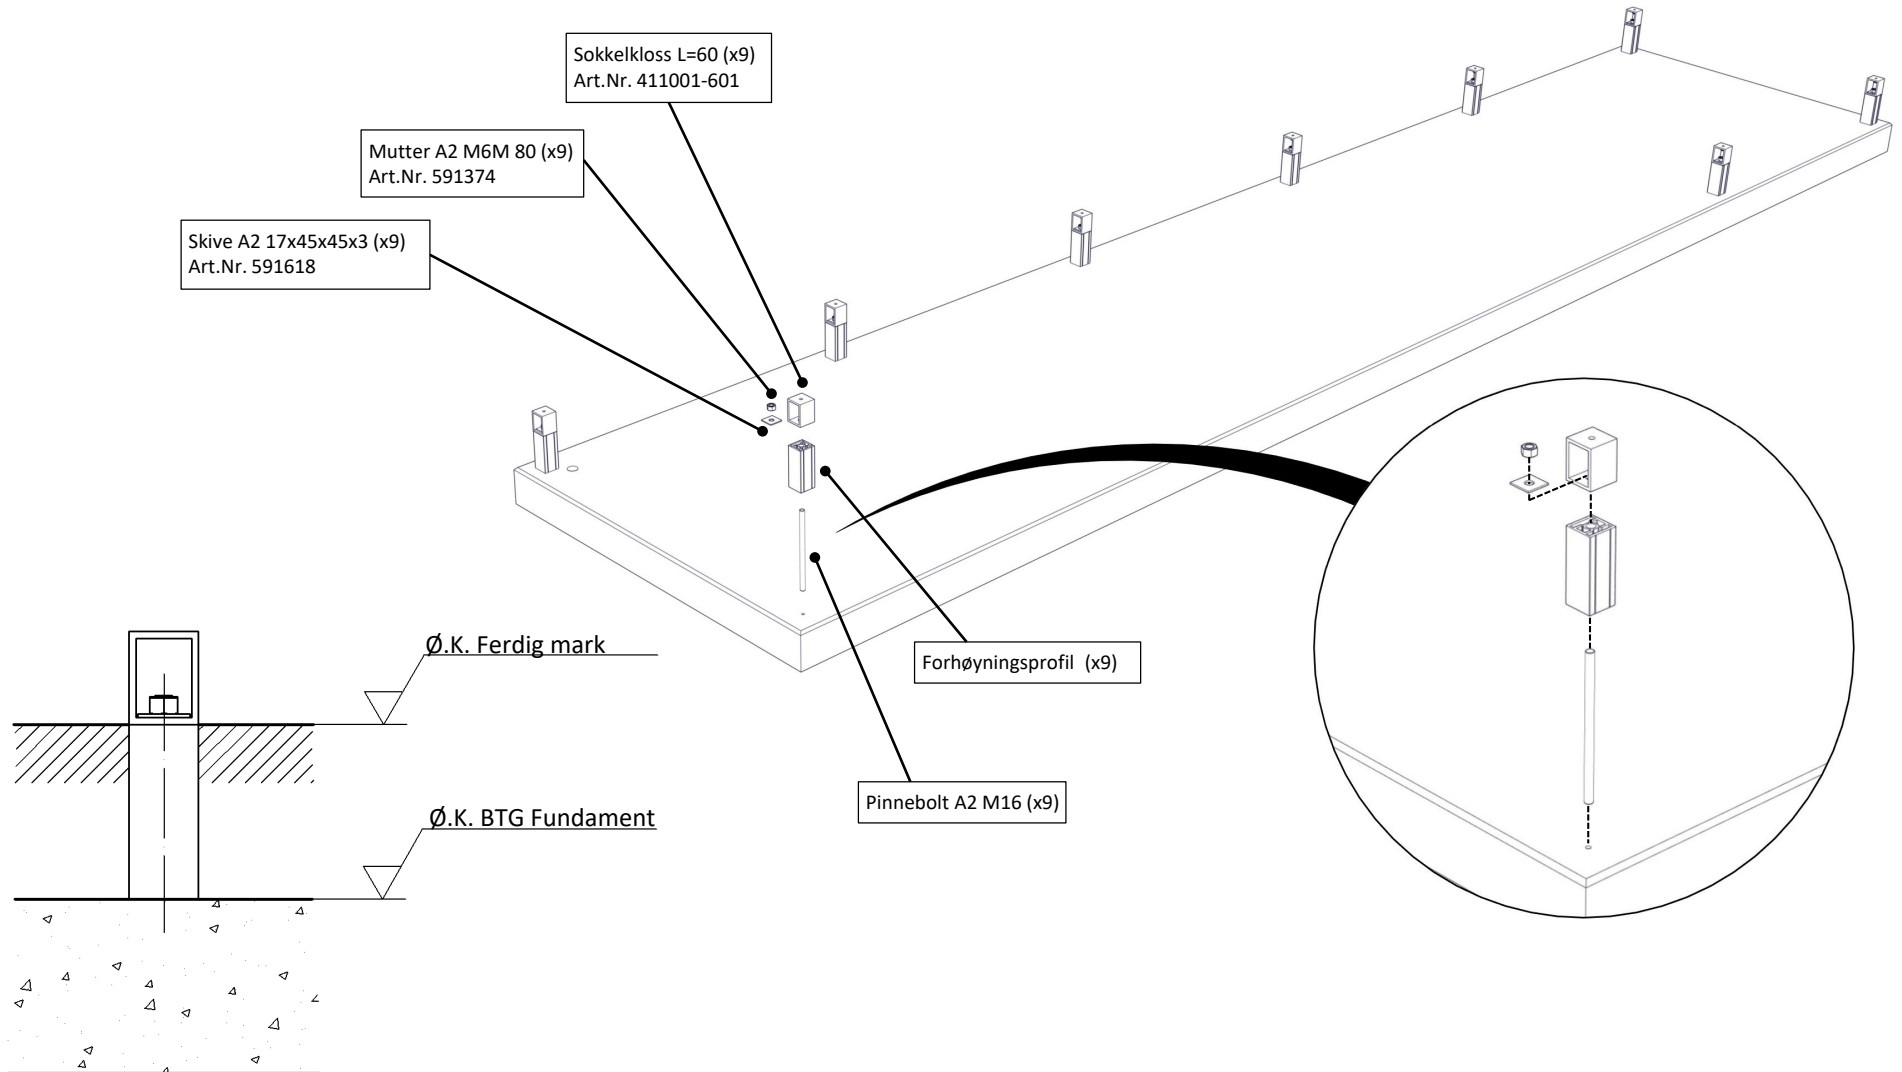 Sokkelkloss L=60 (x9)
Art.Nr. 411001-601
Mutter A2 M6M 80 (x9)
Art.Nr. 591374
Skive A2 17x45x45x3 (x9)
Art.Nr. 591618
Forhøyningsprofil (x9)
Pinnebolt A2 M16 (x9)
Ø.K. Ferdig mark
Ø.K. BTG Fundament